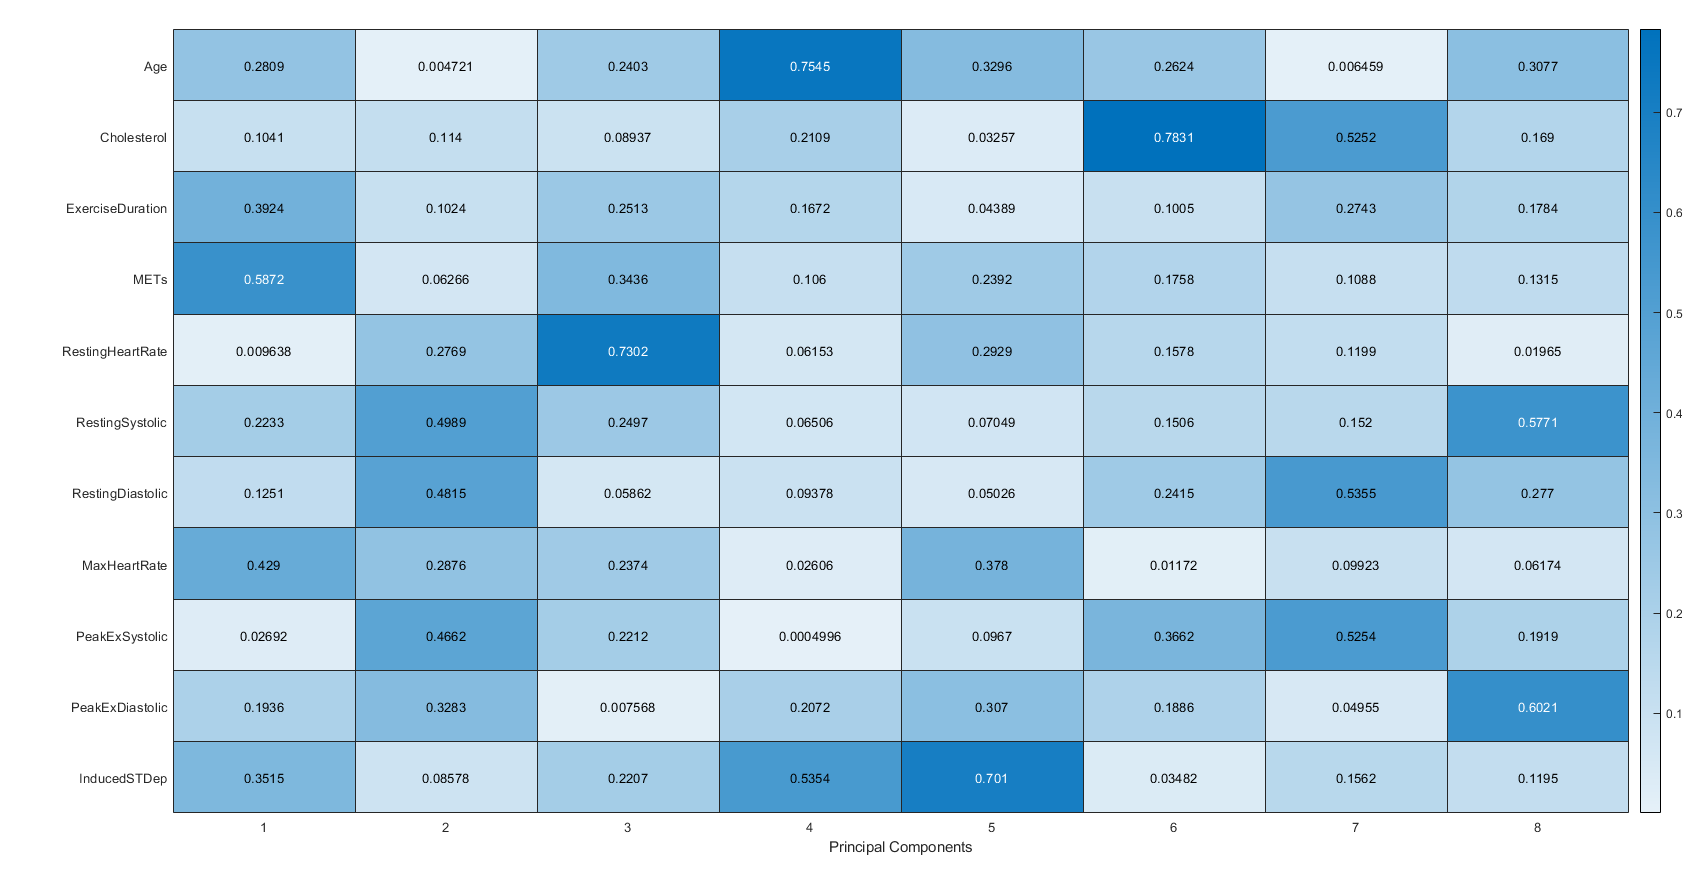 Age 0.2809 0.004721 0.2403 0.7545 0.3296 0.2624 0.006459 0.3077
0.7
Cholesterol 0.1041 0.114 0.08937 0.2109 0.03257 0.7831 0.5252 0.169
ExerciseDuration 0.3924 0.1024 0.2513 0.1672 0.04389 0.1005 0.2743 0.1784
0.6
METs 0.5872 0.06266 0.3436 0.106 0.2392 0.1758 0.1088 0.1315
0.5
RestingHeartRate 0.009638 0.2769 0.7302 0.06153 0.2929 0.1578 0.1199 0.01965
0.4
RestingSystolic 0.2233 0.4989 0.2497 0.06506 0.07049 0.1506 0.152 0.5771
RestingDiastolic 0.1251 0.4815 0.05862 0.09378 0.05026 0.2415 0.5355 0.277
0.3
MaxHeartRate 0.429 0.2876 0.2374 0.02606 0.378 0.01172 0.09923 0.06174
0.2
PeakExSystolic 0.02692 0.4662 0.2212 0.0004996 0.0967 0.3662 0.5254 0.1919
PeakExDiastolic 0.1936 0.3283 0.007568 0.2072 0.307 0.1886 0.04955 0.6021
0.1
InducedSTDep 0.3515 0.08578 0.2207 0.5354 0.701 0.03482 0.1562 0.1195
1 2 3 4 5 6 7 8
Principal Components